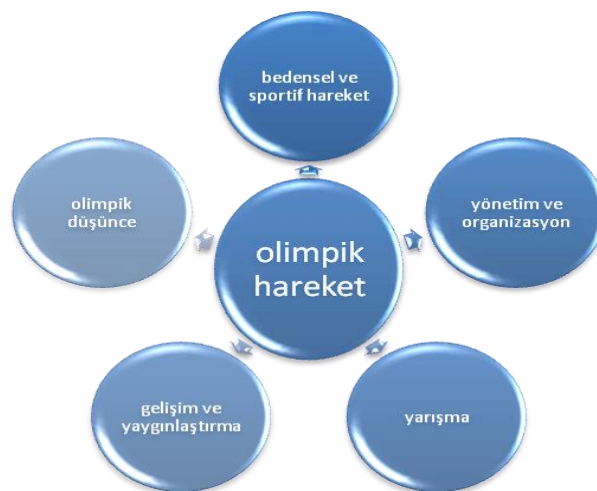 bedensel ve
sportif hareket
olimpik
düşünce
yönetim ve
organizasyon
olimpik
hareket
gelişim ve
yaygınlaştırma
yarışma